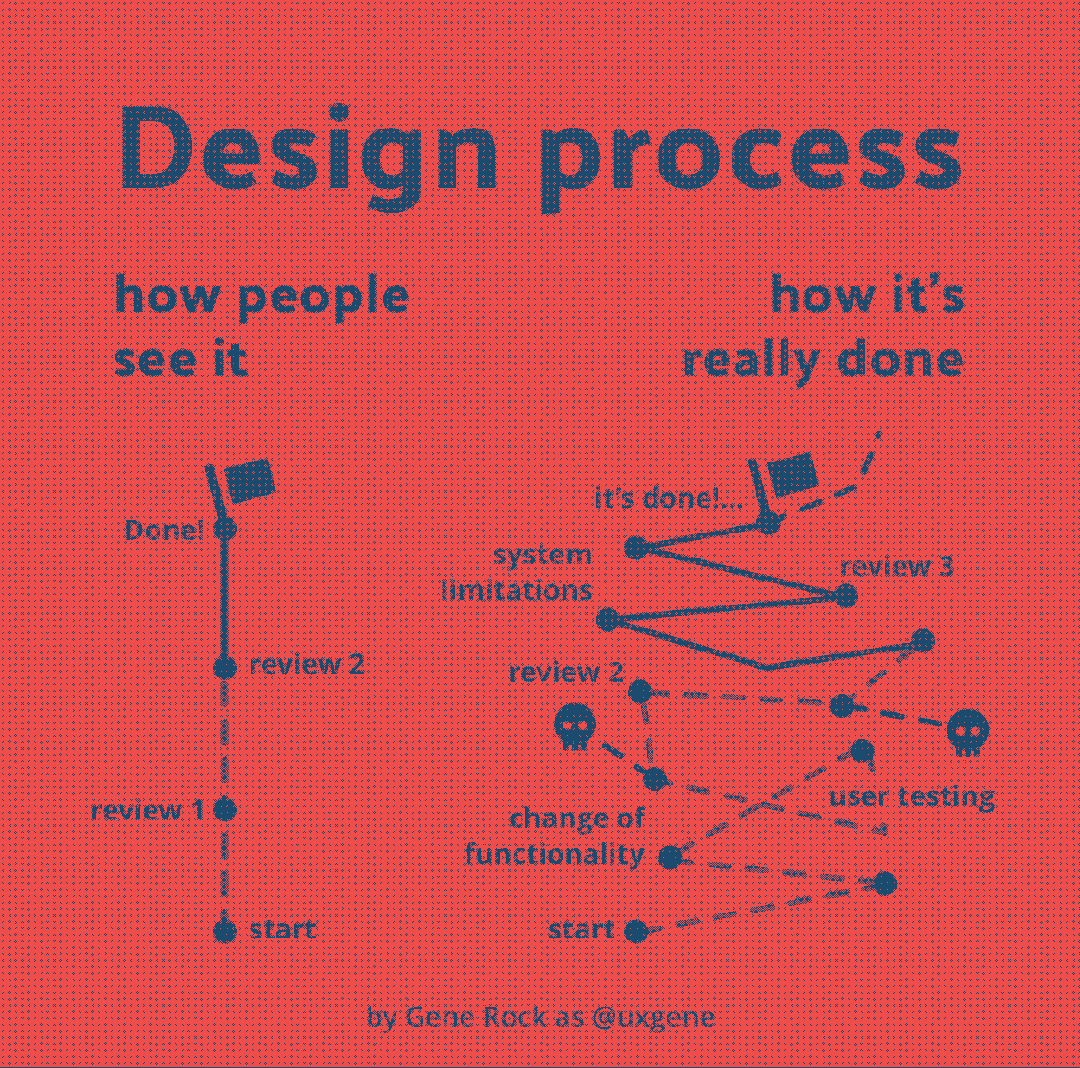 Design process
how people
see it
how it's
really done
Done!
review 2
review 1
start
it's done!...
system
limitations
review 3
review 2
user testing
change of
functionality
start
by Gene Rock as @uxgene